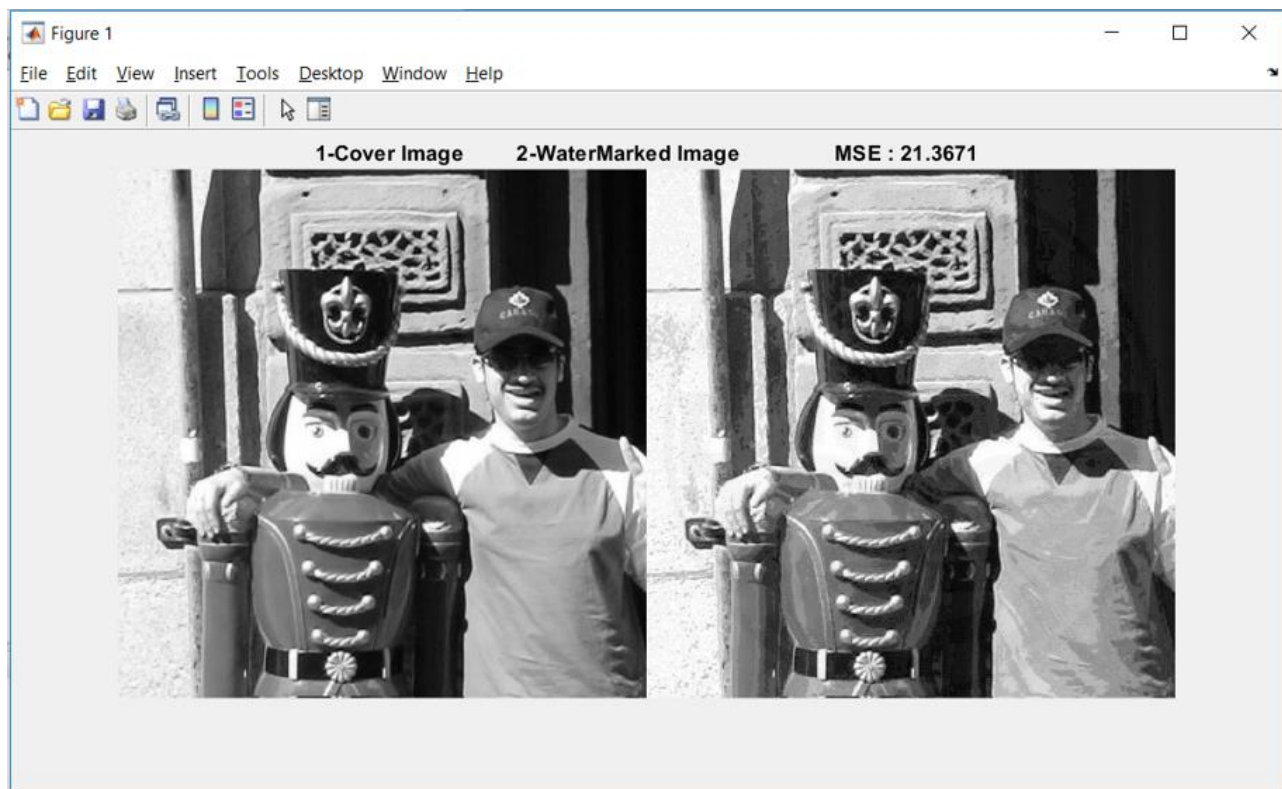 Figure 1
File Edit View Insert Tools Desktop Window Help
1-Cover Image 2-WaterMarked Image MSE : 21.3671